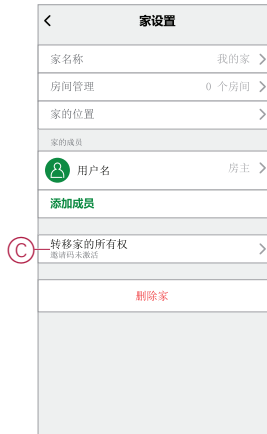 家设置
家名称 我的家
房间管理 0 个房间
家的位置
家的成员
用户名 房主
添加成员
转移家的所有权
C
邀请码未激活
删除家